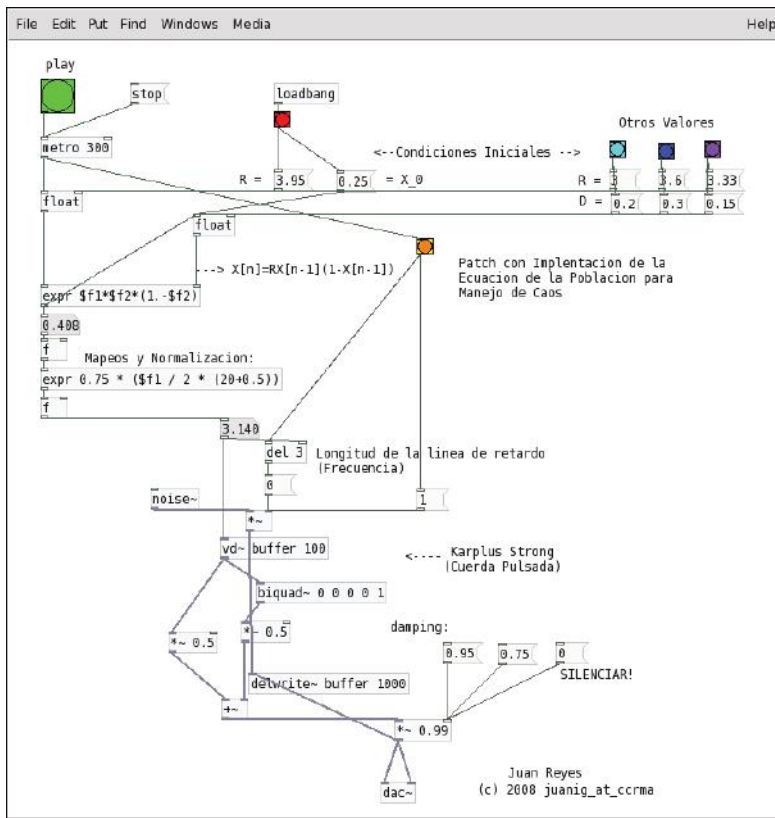 File Edit Put Find Windows Media Help
play
stop
loadbang
Otros Valores
metro 300
<--Condiciones Iniciales -->
R = 3.95 0.25 = X_0
R = 3 3.6 3.33
float
D = 0.2 0.3 0.15
float
---> X[n]=RX[n-1](1-X[n-1])
Patch con Implentacion de la
Ecuacion de la Poblacion para
Manejo de Caos
expr $f1*$f2*(1.-$f2)
0.408
f
Mapeos y Normalizacion:
expr 0.75 * ($f1 / 2 * (20+0.5))
f
3.140
del 3
Longitud de la linea de retardo
(Frecuencia)
0
noise~
1
*~
vd~ buffer 100
<---- Karplus Strong
(Cuerda Pulsada)
biquad~ 0 0 0 0 1
*~ 0.5
*~ 0.5
damping:
0.95 0.75 0
SILENCIAR!
delwrite~ buffer 1000
+~
*~ 0.99
dac~
Juan Reyes
(c) 2008 juanig_at_ccrma